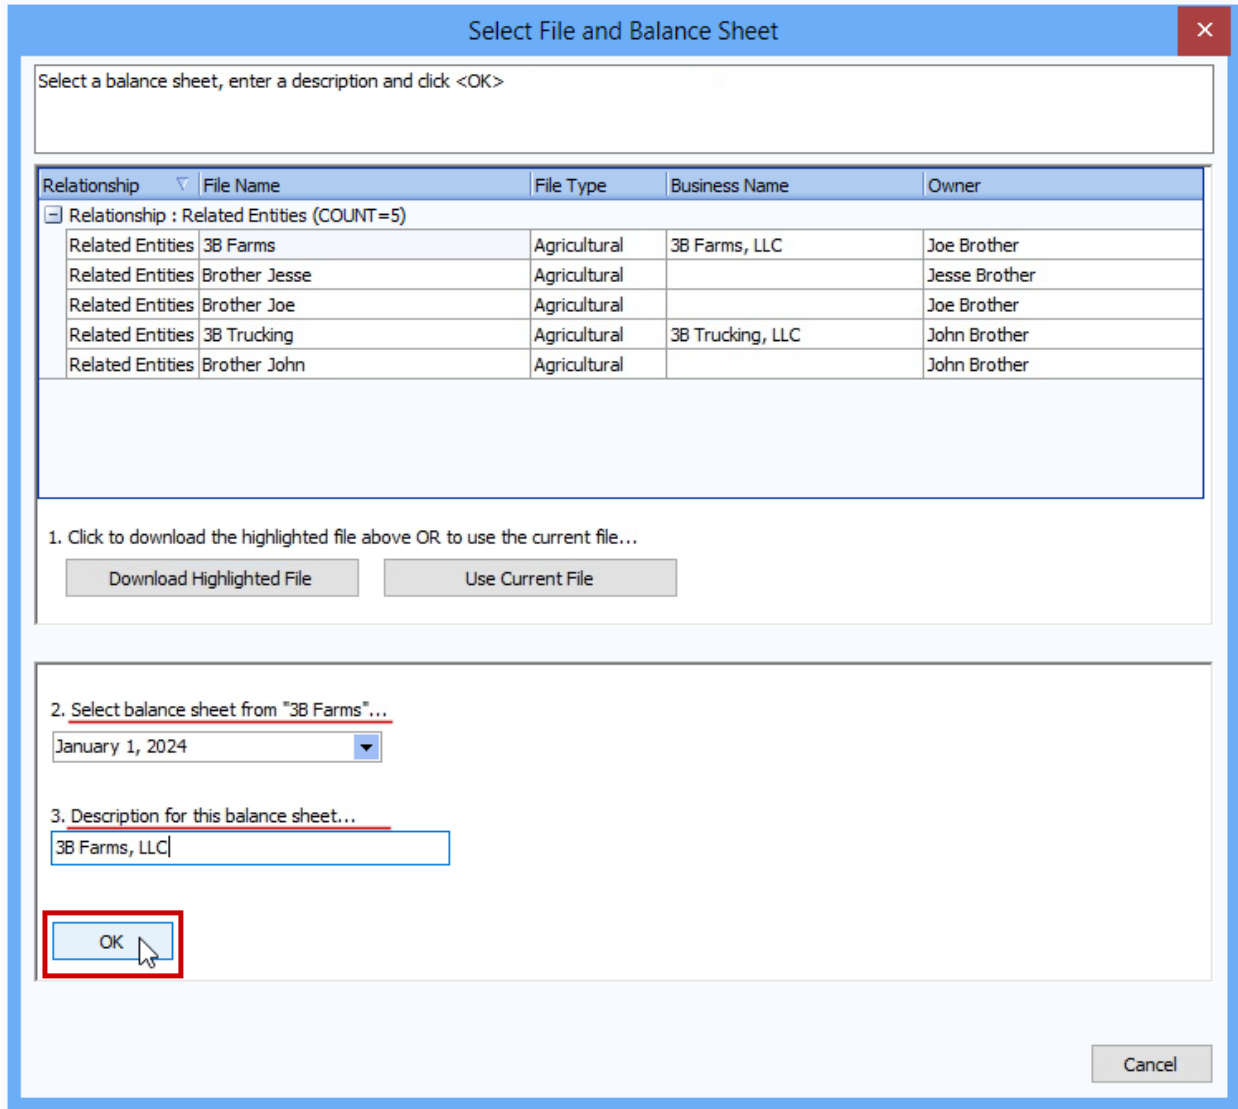 Select File and Balance Sheet
Select a balance sheet, enter a description and click <OK>
Relationship File Name File Type Business Name Owner
Relationship : Related Entities (COUNT=5)
Related Entities 3B Farms Agricultural 3B Farms, LLC Joe Brother
Related Entities Brother Jesse Agricultural Jesse Brother
Related Entities Brother Joe Agricultural Joe Brother
Related Entities 3B Trucking Agricultural 3B Trucking, LLC John Brother
Related Entities Brother John Agricultural John Brother
1. Click to download the highlighted file above OR to use the current file...
Download Highlighted File Use Current File
2. Select balance sheet from "3B Farms"...
January 1, 2024
3. Description for this balance sheet...
3B Farms, LLC
OK
Cancel